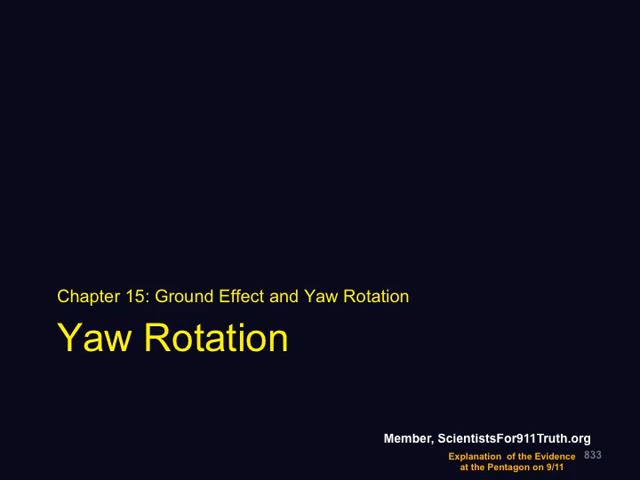 Chapter 15: Ground Effect and Yaw Rotation
Yaw Rotation
Member, ScientistsFor911Truth.org
Explanation of the Evidence 833
at the Pentagon on 9/11